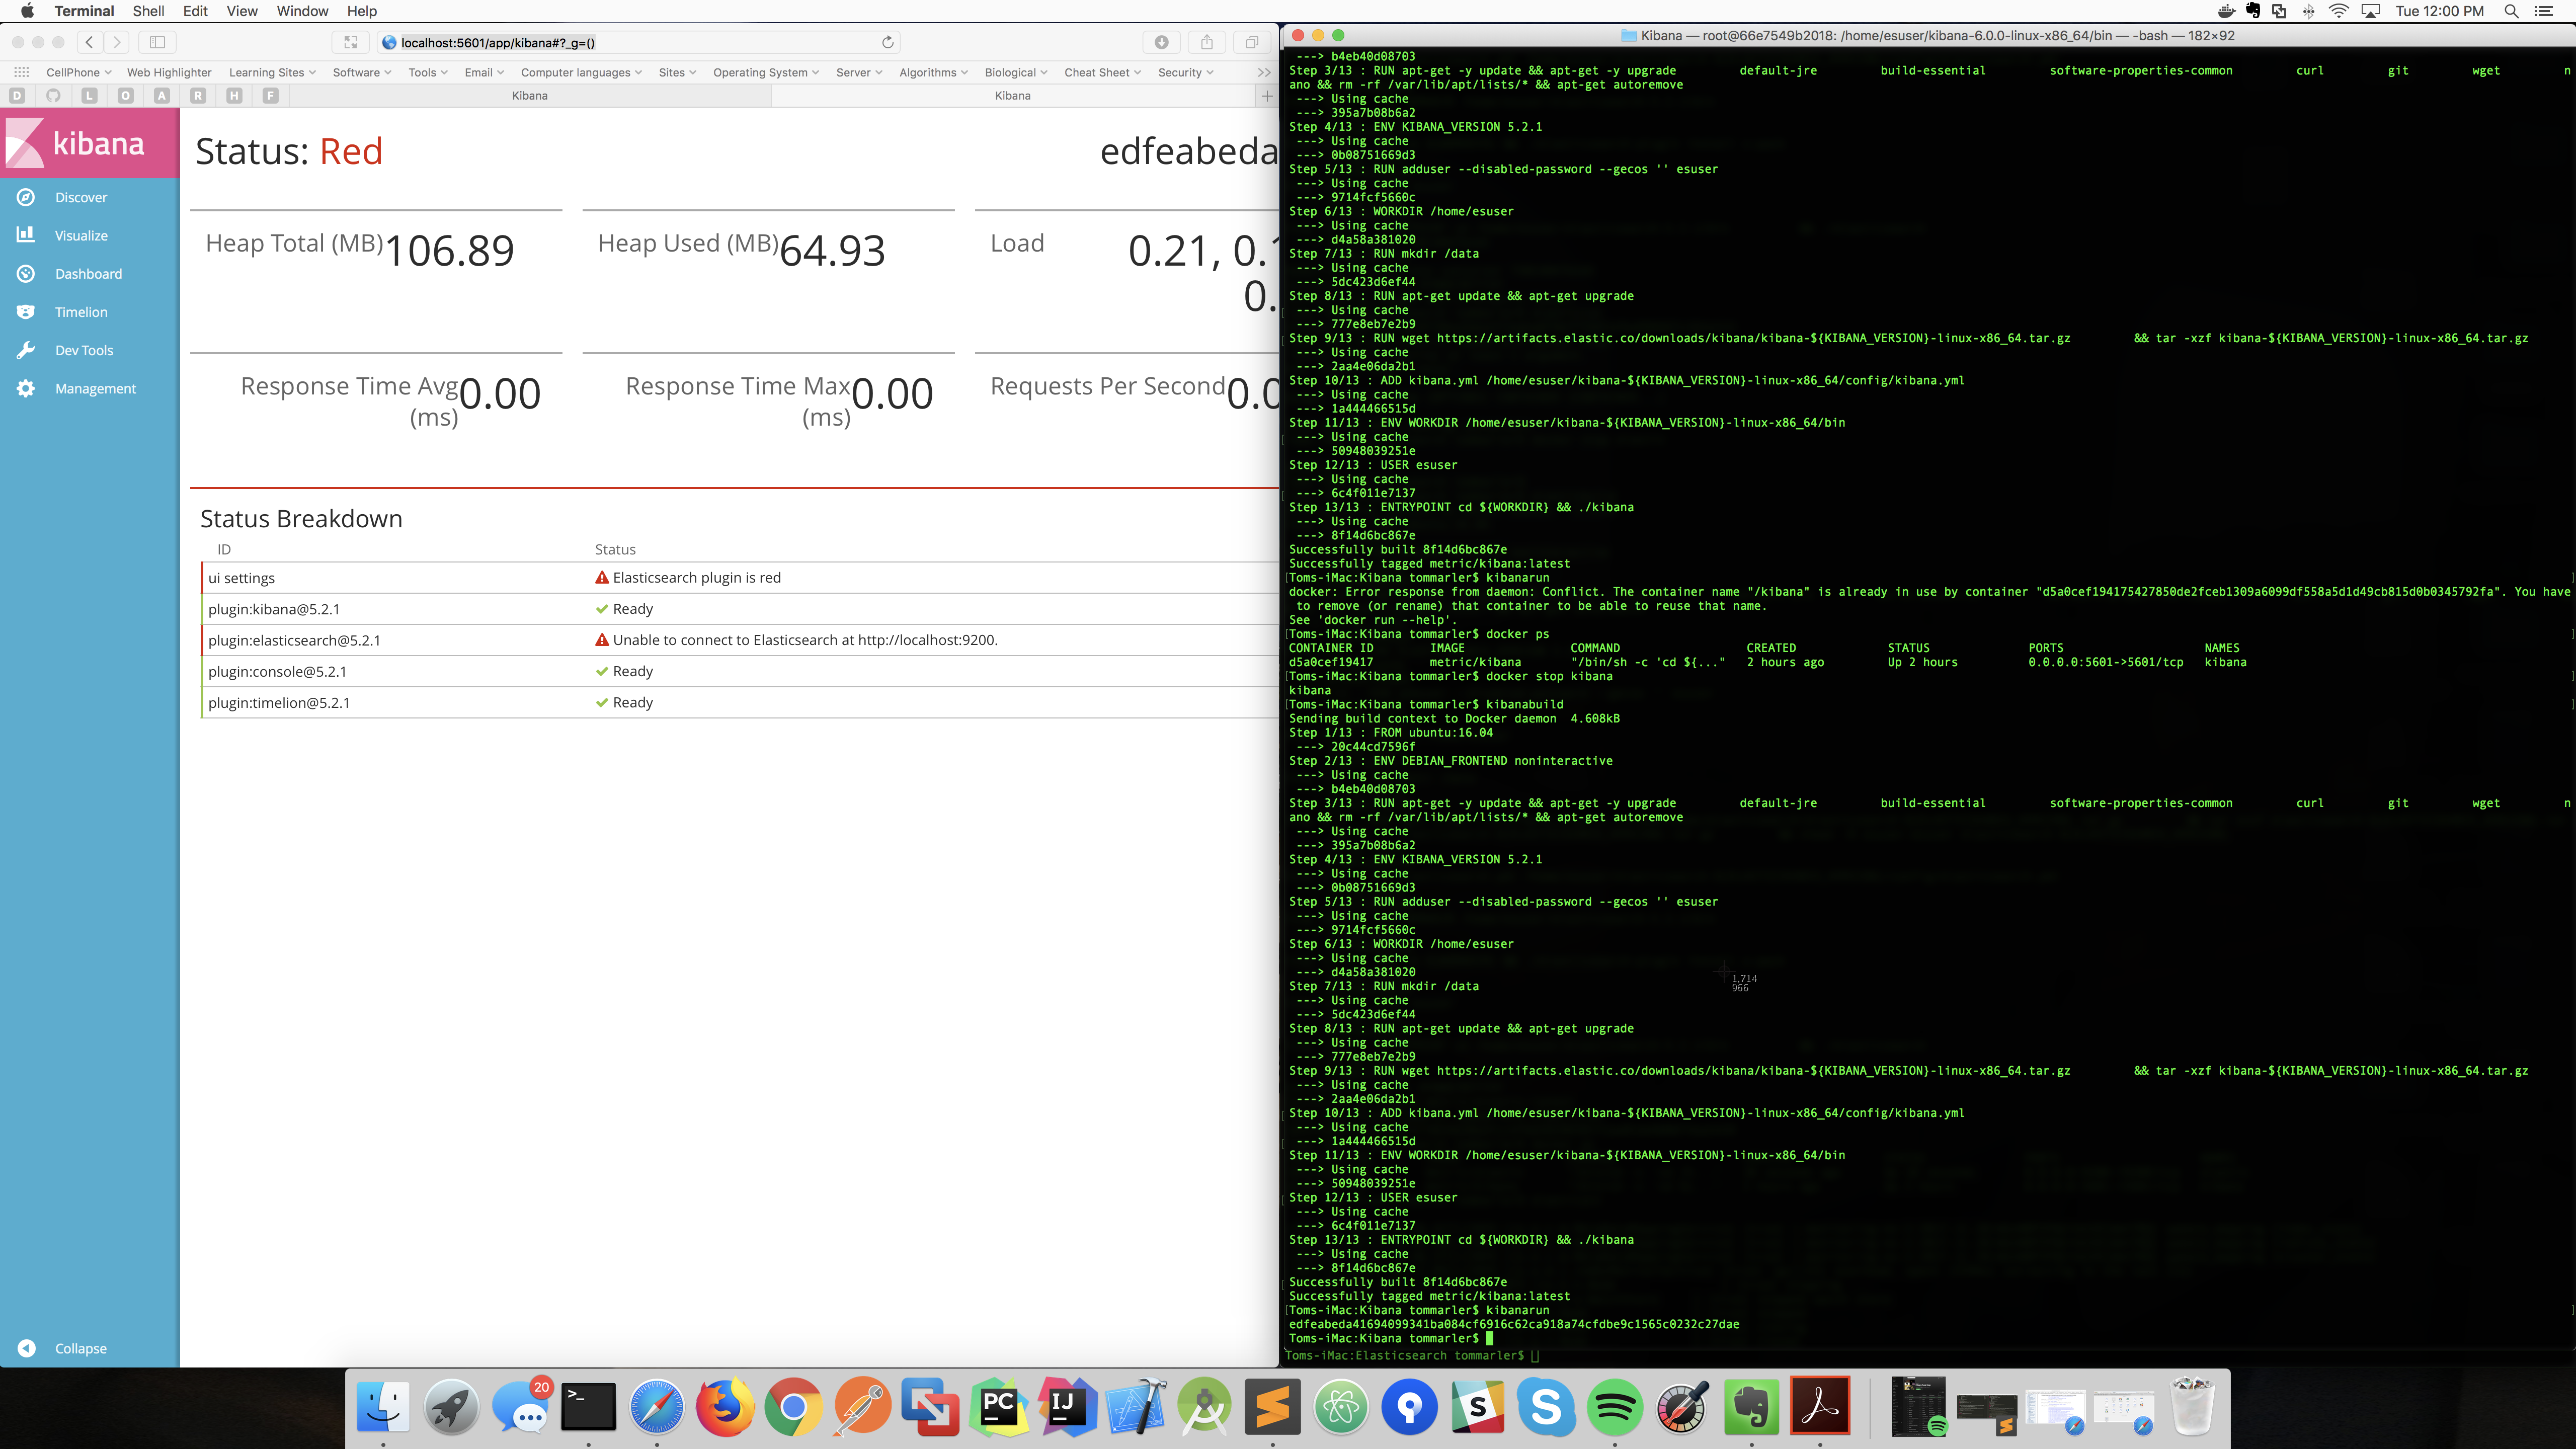 Terminal Shell Edit View Window Help
Tue 12:00 PM
localhost:5601/app/kibana#?_g=()
CellPhone Web Highlighter Learning Sites Software Tools Email Computer languages Sites Operating System Server Algorithms Biological Cheat Sheet Security >>
D L O A R H F Kibana Kibana +
kibana
Discover
Visualize
Dashboard
Timelion
Dev Tools
Management
Collapse
Status: Red
edfeabeda
Heap Total (MB) 106.89
Heap Used (MB) 64.93
Load 0.21, 0.1
0.
Response Time Avg (ms) 0.00
Response Time Max (ms) 0.00
Requests Per Second 0.0
Status Breakdown
ID Status
ui settings Elasticsearch plugin is red
plugin:kibana@5.2.1 Ready
plugin:elasticsearch@5.2.1 Unable to connect to Elasticsearch at http://localhost:9200.
plugin:console@5.2.1 Ready
plugin:timelion@5.2.1 Ready
Kibana — root@66e7549b2018: /home/esuser/kibana-6.0.0-linux-x86_64/bin — -bash — 182×92
---> b4eb40d08703
Step 3/13 : RUN apt-get -y update && apt-get -y upgrade default-jre build-essential software-properties-common curl git wget n
ano && rm -rf /var/lib/apt/lists/* && apt-get autoremove
---> Using cache
---> 395a7b08b6a2
Step 4/13 : ENV KIBANA_VERSION 5.2.1
---> Using cache
---> 0b08751669d3
Step 5/13 : RUN adduser --disabled-password --gecos '' esuser
---> Using cache
---> 9714fcf5660c
Step 6/13 : WORKDIR /home/esuser
---> Using cache
---> d4a58a381020
Step 7/13 : RUN mkdir /data
---> Using cache
---> 5dc423d6ef44
Step 8/13 : RUN apt-get update && apt-get upgrade
---> Using cache
---> 777e8eb7e2b9
Step 9/13 : RUN wget https://artifacts.elastic.co/downloads/kibana/kibana-${KIBANA_VERSION}-linux-x86_64.tar.gz && tar -xzf kibana-${KIBANA_VERSION}-linux-x86_64.tar.gz
---> Using cache
---> 2aa4e06da2b1
Step 10/13 : ADD kibana.yml /home/esuser/kibana-${KIBANA_VERSION}-linux-x86_64/config/kibana.yml
---> Using cache
---> 1a444466515d
Step 11/13 : ENV WORKDIR /home/esuser/kibana-${KIBANA_VERSION}-linux-x86_64/bin
---> Using cache
---> 50948039251e
Step 12/13 : USER esuser
---> Using cache
---> 6c4f011e7137
Step 13/13 : ENTRYPOINT cd ${WORKDIR} && ./kibana
---> Using cache
---> 8f14d6bc867e
Successfully built 8f14d6bc867e
Successfully tagged metric/kibana:latest
[Toms-iMac:Kibana tommarler$ kibanarun ]
docker: Error response from daemon: Conflict. The container name "/kibana" is already in use by container "d5a0cef194175427850de2fceb1309a6099df558a5d1d49cb815d0b0345792fa". You have
to remove (or rename) that container to be able to reuse that name.
See 'docker run --help'.
[Toms-iMac:Kibana tommarler$ docker ps ]
CONTAINER ID IMAGE COMMAND CREATED STATUS PORTS NAMES
d5a0cef19417 metric/kibana "/bin/sh -c 'cd ${..." 2 hours ago Up 2 hours 0.0.0.0:5601->5601/tcp kibana
[Toms-iMac:Kibana tommarler$ docker stop kibana ]
kibana
[Toms-iMac:Kibana tommarler$ kibanabuild ]
Sending build context to Docker daemon 4.608kB
Step 1/13 : FROM ubuntu:16.04
---> 20c44cd7596f
Step 2/13 : ENV DEBIAN_FRONTEND noninteractive
---> Using cache
---> b4eb40d08703
Step 3/13 : RUN apt-get -y update && apt-get -y upgrade default-jre build-essential software-properties-common curl git wget n
ano && rm -rf /var/lib/apt/lists/* && apt-get autoremove
---> Using cache
---> 395a7b08b6a2
Step 4/13 : ENV KIBANA_VERSION 5.2.1
---> Using cache
---> 0b08751669d3
Step 5/13 : RUN adduser --disabled-password --gecos '' esuser
---> Using cache
---> 9714fcf5660c
Step 6/13 : WORKDIR /home/esuser
---> Using cache
---> d4a58a381020
1,714
966
Step 7/13 : RUN mkdir /data
---> Using cache
---> 5dc423d6ef44
Step 8/13 : RUN apt-get update && apt-get upgrade
---> Using cache
---> 777e8eb7e2b9
Step 9/13 : RUN wget https://artifacts.elastic.co/downloads/kibana/kibana-${KIBANA_VERSION}-linux-x86_64.tar.gz && tar -xzf kibana-${KIBANA_VERSION}-linux-x86_64.tar.gz
---> Using cache
---> 2aa4e06da2b1
Step 10/13 : ADD kibana.yml /home/esuser/kibana-${KIBANA_VERSION}-linux-x86_64/config/kibana.yml
---> Using cache
---> 1a444466515d
Step 11/13 : ENV WORKDIR /home/esuser/kibana-${KIBANA_VERSION}-linux-x86_64/bin
---> Using cache
---> 50948039251e
Step 12/13 : USER esuser
---> Using cache
---> 6c4f011e7137
Step 13/13 : ENTRYPOINT cd ${WORKDIR} && ./kibana
---> Using cache
---> 8f14d6bc867e
Successfully built 8f14d6bc867e
Successfully tagged metric/kibana:latest
[Toms-iMac:Kibana tommarler$ kibanarun ]
edfeabeda41694099341ba084cf6916c62ca918a74cfdbe9c1565c0232c27dae
Toms-iMac:Kibana tommarler$
Toms-iMac:Elasticsearch tommarler$
20
>_
PC
IJ
S
S